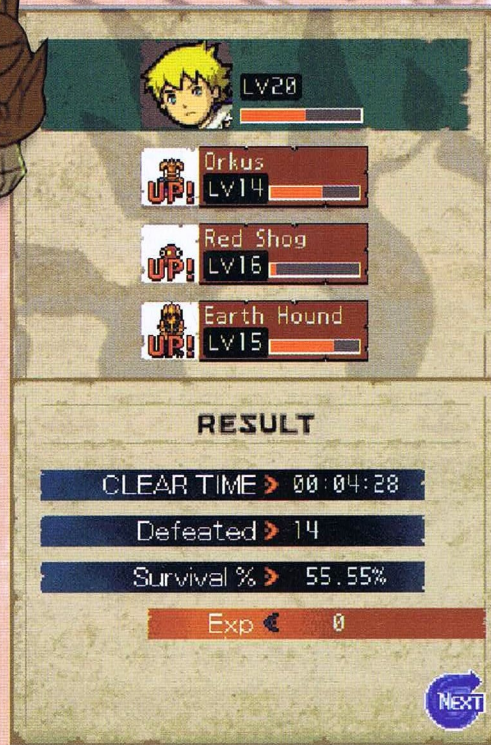 LV20
Orkus
UP! LV14
Red Shog
UP! LV16
Earth Hound
UP! LV15
RESULT
CLEAR TIME 00:04:28
Defeated 14
Survival % 55.55%
Exp 0
NEXT